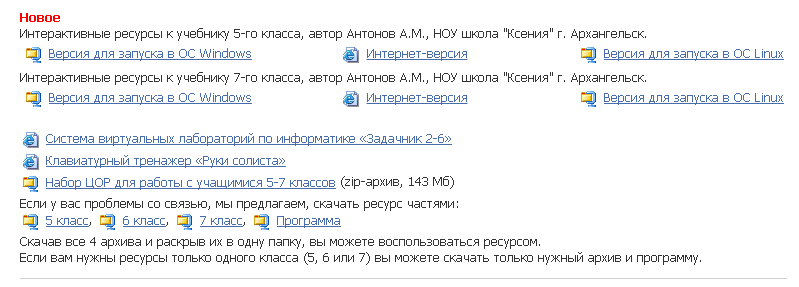 Новое
Интерактивные ресурсы к учебнику 5-го класса, автор Антонов А.М., НОУ школа "Ксения" г. Архангельск.
Версия для запуска в ОС Windows Интернет-версия Версия для запуска в ОС Linux
Интерактивные ресурсы к учебнику 7-го класса, автор Антонов А.М., НОУ школа "Ксения" г. Архангельск.
Версия для запуска в ОС Windows Интернет-версия Версия для запуска в ОС Linux
Система виртуальных лабораторий по информатике «Задачник 2-6»
Клавиатурный тренажер «Руки солиста»
Набор ЦОР для работы с учащимися 5-7 классов (zip-архив, 143 Мб)
Если у вас проблемы со связью, мы предлагаем, скачать ресурс частями:
5 класс, 6 класс, 7 класс, Программа
Скачав все 4 архива и раскрыв их в одну папку, вы можете воспользоваться ресурсом.
Если вам нужны ресурсы только одного класса (5, 6 или 7) вы можете скачать только нужный архив и программу.